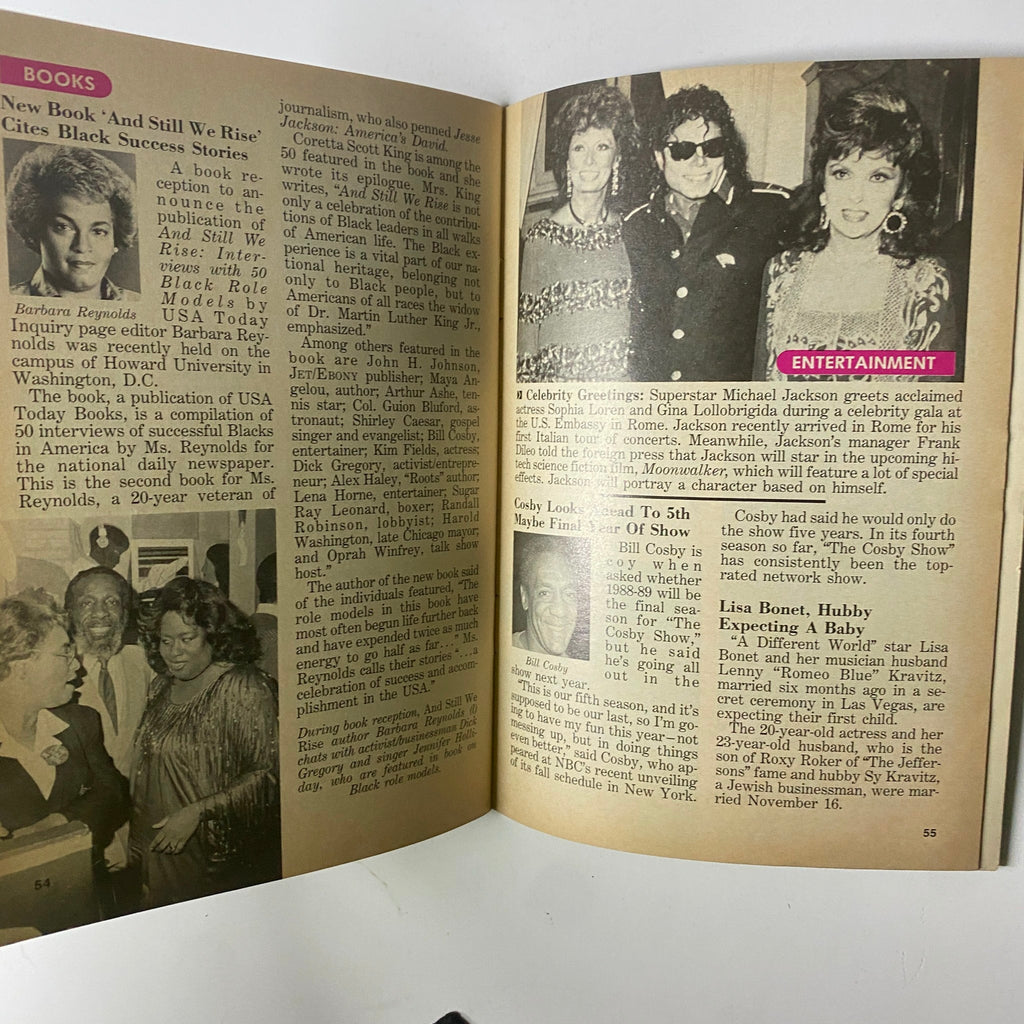 BOOKS
New Book 'And Still We Rise'
Cites Black Success Stories
A book re-
ception to an-
nounce the
publication of
And Still We
Rise: Inter-
views with 50
Black Role
Models by
USA Today
Barbara Reynolds
Inquiry page editor Barbara Rey-
nolds was recently held on the
campus of Howard University in
Washington, D.C.
The book, a publication of USA
Today Books, is a compilation of
50 interviews of successful Blacks
in America by Ms. Reynolds for
the national daily newspaper.
This is the second book for Ms.
Reynolds, a 20-year veteran of
journalism, who also penned Jesse
Jackson: America's David.
Coretta Scott King is among the
50 featured in the book and she
wrote its epilogue. Mrs. King
writes, "And Still We Rise is not
only a celebration of the contribu-
tions of Black leaders in all walks
of American life. The Black ex-
perience is a vital part of our na-
tional heritage, belonging not
only to Black people, but to
Americans of all races the widow
of Dr. Martin Luther King Jr.,
emphasized."
Among others featured in the
book are John H. Johnson,
JET/EBONY publisher; Maya An-
gelou, author; Arthur Ashe, ten-
nis star; Col. Guion Bluford, as-
tronaut; Shirley Caesar, gospel
singer and evangelist; Bill Cosby,
entertainer; Kim Fields, actress;
Dick Gregory, activist/entrepre-
neur; Alex Haley, "Roots" author;
Lena Horne, entertainer; Sugar
Ray Leonard, boxer; Randall
Robinson, lobbyist; Harold
Washington, late Chicago mayor;
and Oprah Winfrey, talk show
host."
The author of the new book said
of the individuals featured, "The
role models in this book have
most often begun life further back
and have expended twice as much
energy to go half as far..." Ms.
Reynolds calls their stories "...a
celebration of success and accom-
plishment in the USA."
During book reception, And Still We
Rise author Barbara Reynolds (l)
chats with activist/businessman Dick
Gregory and singer Jennifer Holli-
day, who are featured in book on
Black role models.
54
ENTERTAINMENT
Celebrity Greetings: Superstar Michael Jackson greets acclaimed
actress Sophia Loren and Gina Lollobrigida during a celebrity gala at
the U.S. Embassy in Rome. Jackson recently arrived in Rome for his
first Italian tour of concerts. Meanwhile, Jackson's manager Frank
Dileo told the foreign press that Jackson will star in the upcoming hi-
tech science fiction film, Moonwalker, which will feature a lot of special
effects. Jackson will portray a character based on himself.
Cosby Looks Ahead To 5th
Maybe Final Year Of Show
Bill Cosby is
coy when
asked whether
1988-89 will be
the final sea-
son for "The
Cosby Show,"
but he said
he's going all
out in the
Bill Cosby
show next year.
"This is our fifth season, and it's
supposed to be our last, so I'm go-
ing to have my fun this year—not
messing up, but in doing things
even better," said Cosby, who ap-
peared at NBC's recent unveiling
of its fall schedule in New York.
Cosby had said he would only do
the show five years. In its fourth
season so far, "The Cosby Show"
has consistently been the top-
rated network show.
Lisa Bonet, Hubby
Expecting A Baby
"A Different World" star Lisa
Bonet and her musician husband
Lenny "Romeo Blue" Kravitz,
married six months ago in a se-
cret ceremony in Las Vegas, are
expecting their first child.
The 20-year-old actress and her
23-year-old husband, who is the
son of Roxy Roker of "The Jeffer-
sons" fame and hubby Sy Kravitz,
a Jewish businessman, were mar-
ried November 16.
55